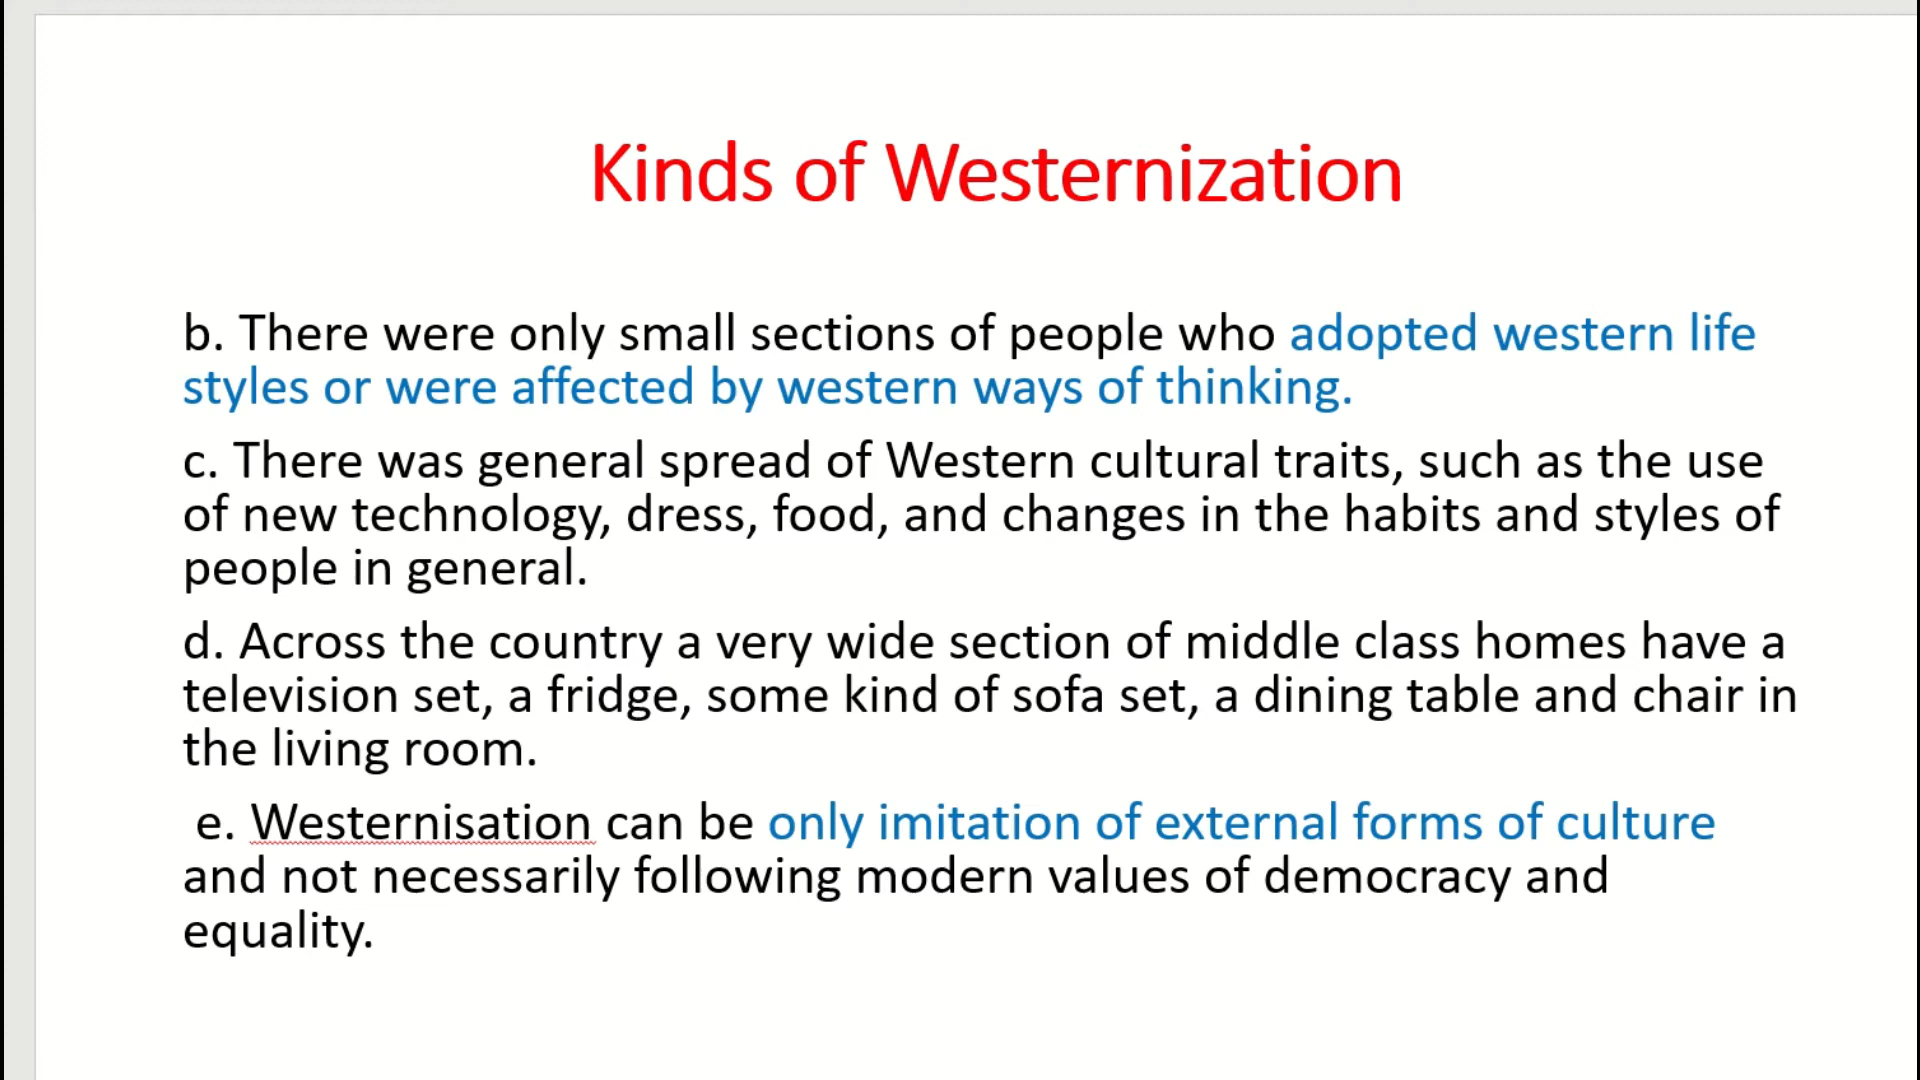 Kinds of Westernization
b. There were only small sections of people who adopted western life
styles or were affected by western ways of thinking.
c. There was general spread of Western cultural traits, such as the use
of new technology, dress, food, and changes in the habits and styles of
people in general.
d. Across the country a very wide section of middle class homes have a
television set, a fridge, some kind of sofa set, a dining table and chair in
the living room.
e. Westernisation can be only imitation of external forms of culture
and not necessarily following modern values of democracy and
equality.